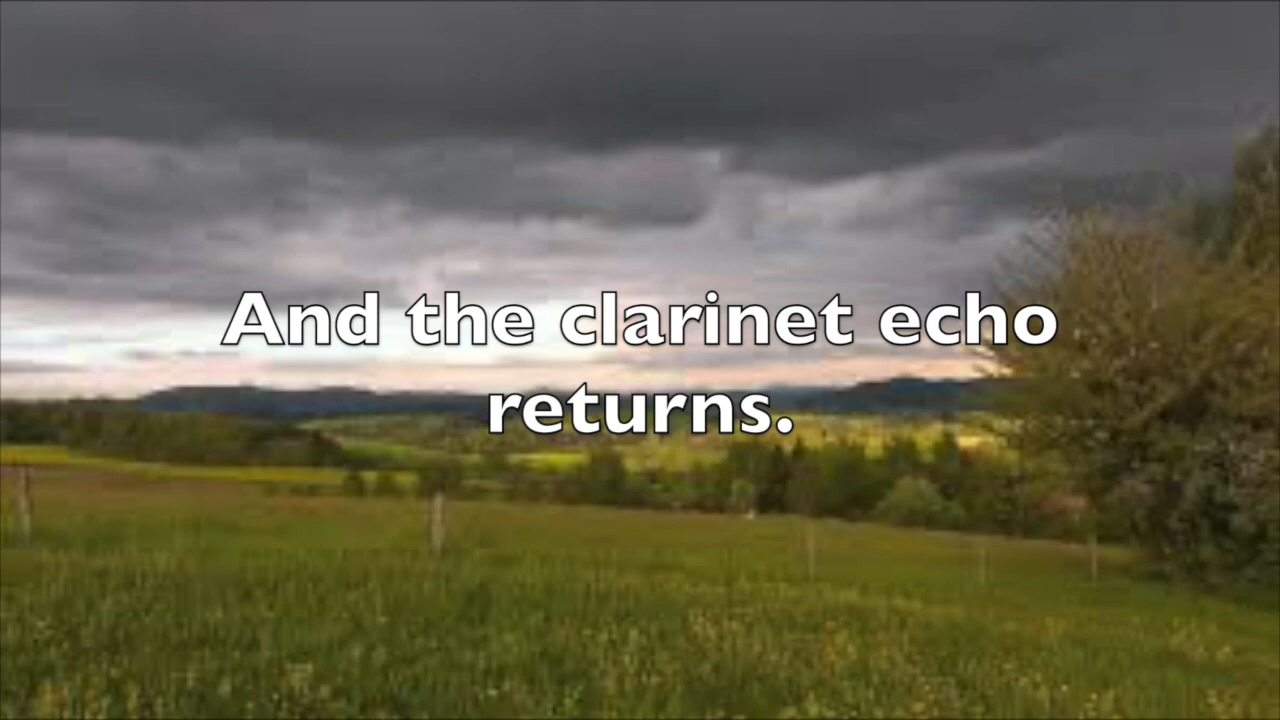 And the clarinet echo
returns.